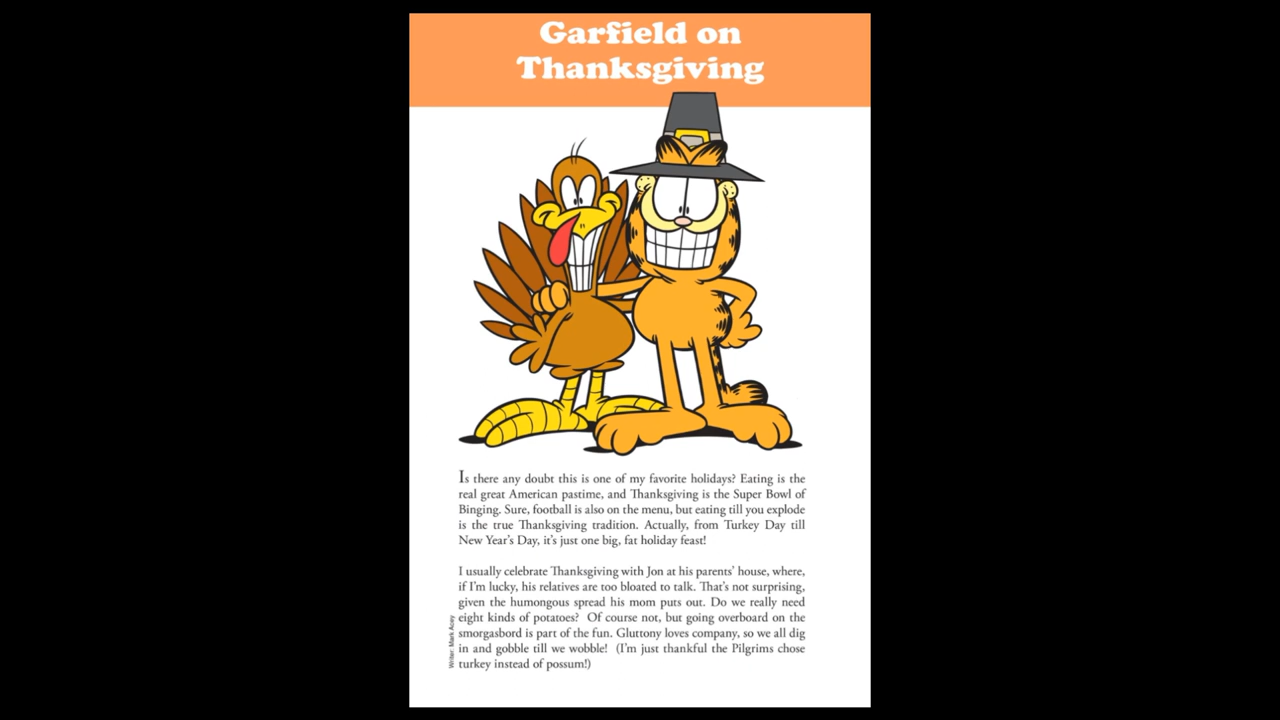 Garfield on
Thanksgiving
Is there any doubt this is one of my favorite holidays? Eating is the
real great American pastime, and Thanksgiving is the Super Bowl of
Binging. Sure, football is also on the menu, but eating till you explode
is the true Thanksgiving tradition. Actually, from Turkey Day till
New Year's Day, it's just one big, fat holiday feast!
I usually celebrate Thanksgiving with Jon at his parents' house, where,
if I'm lucky, his relatives are too bloated to talk. That's not surprising,
given the humongous spread his mom puts out. Do we really need
eight kinds of potatoes?  Of course not, but going overboard on the
smorgasbord is part of the fun. Gluttony loves company, so we all dig
in and gobble till we wobble!  (I'm just thankful the Pilgrims chose
turkey instead of possum!)
Writer: Mark Acey